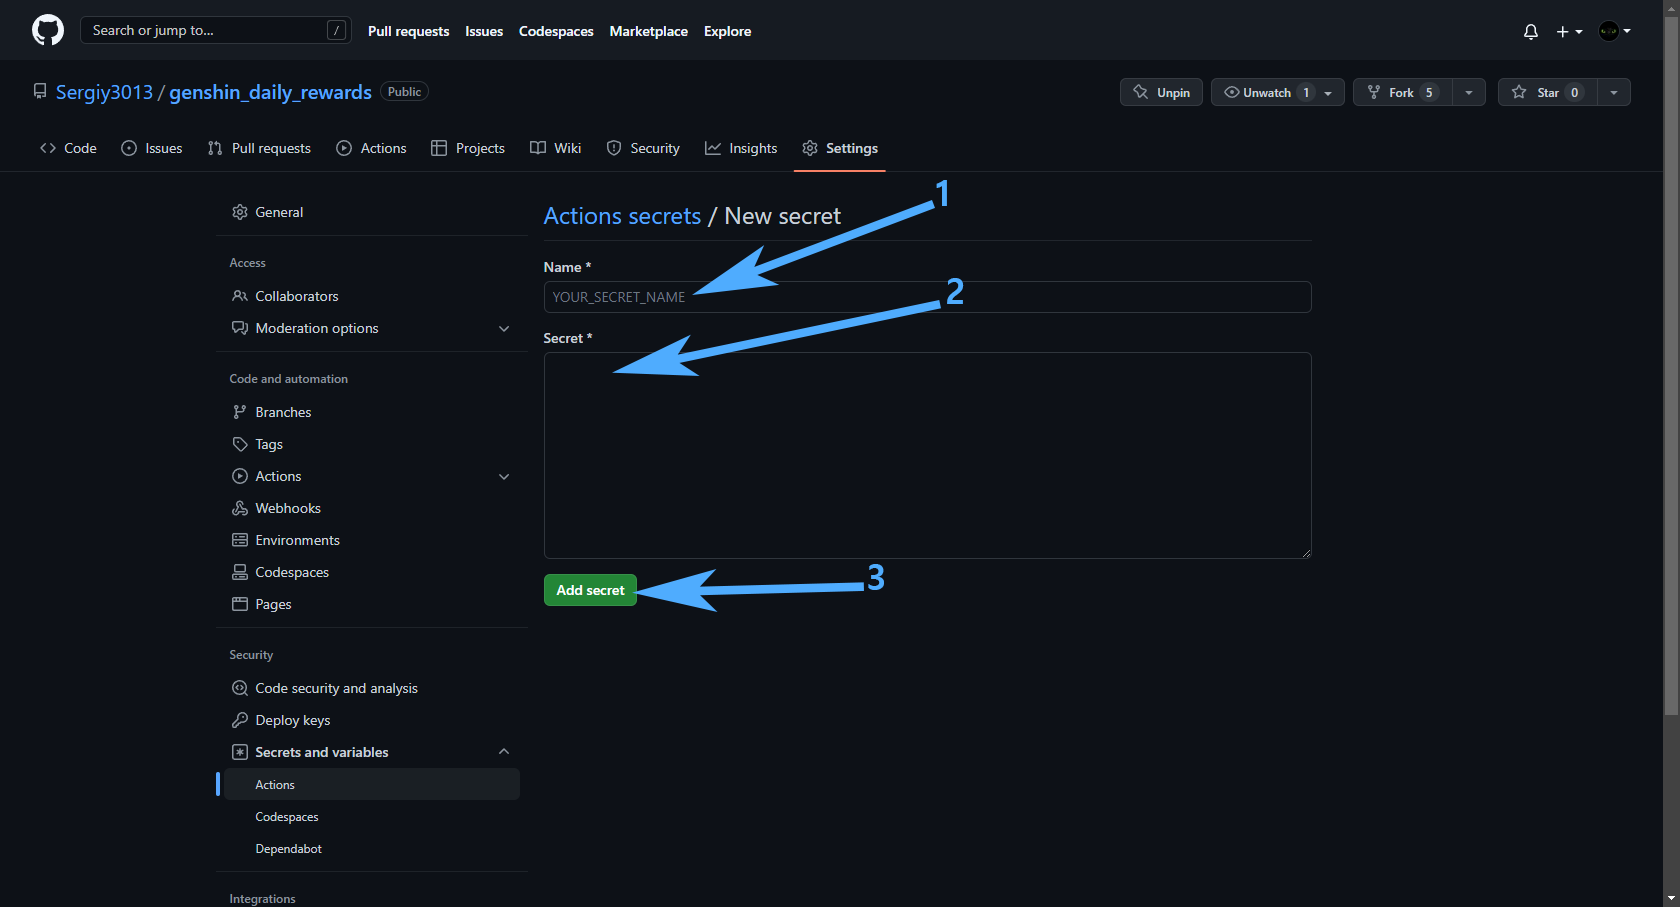 Search or jump to... /
Pull requests Issues Codespaces Marketplace Explore
Sergiy3013 / genshin_daily_rewards Public
Unpin Unwatch 1 Fork 5 Star 0
Code Issues Pull requests Actions Projects Wiki Security Insights Settings
General
Access
Collaborators
Moderation options
Code and automation
Branches
Tags
Actions
Webhooks
Environments
Codespaces
Pages
Security
Code security and analysis
Deploy keys
Secrets and variables
Actions
Codespaces
Dependabot
Integrations
Actions secrets / New secret
1
Name *
YOUR_SECRET_NAME
2
Secret *
Add secret
3